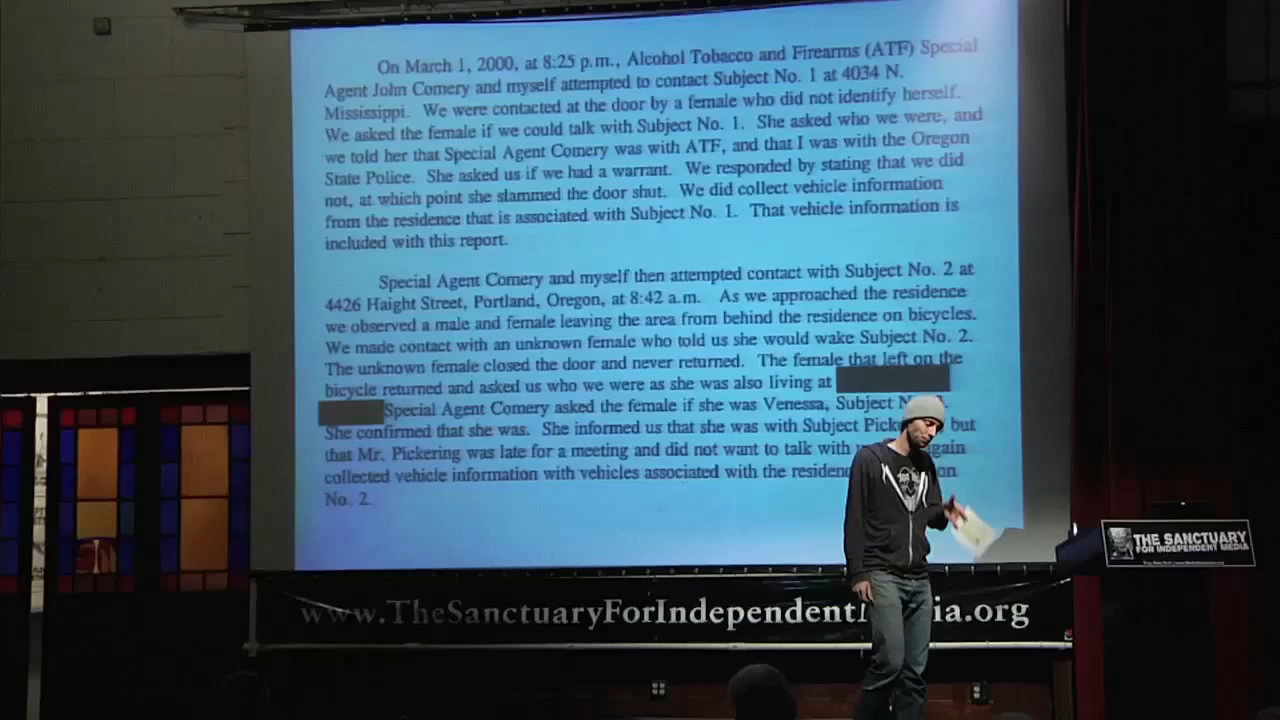 On March 1, 2000, at 8:25 p.m., Alcohol Tobacco and Firearms (ATF) Special
Agent John Comery and myself attempted to contact Subject No. 1 at 4034 N.
Mississippi. We were contacted at the door by a female who did not identify herself.
We asked the female if we could talk with Subject No. 1. She asked who we were, and
we told her that Special Agent Comery was with ATF, and that I was with the Oregon
State Police. She asked us if we had a warrant. We responded by stating that we did
not, at which point she slammed the door shut. We did collect vehicle information
from the residence that is associated with Subject No. 1. That vehicle information is
included with this report.
Special Agent Comery and myself then attempted contact with Subject No. 2 at
4426 Haight Street, Portland, Oregon, at 8:42 a.m. As we approached the residence
we observed a male and female leaving the area from behind the residence on bicycles.
We made contact with an unknown female who told us she would wake Subject No. 2.
The unknown female closed the door and never returned. The female that left on the
bicycle returned and asked us who we were as she was also living at
Special Agent Comery asked the female if she was Venessa, Subject
She confirmed that she was. She informed us that she was with Subject but
that Mr. Pickering was late for a meeting and did not want to talk with
collected vehicle information with vehicles associated with the
No. 2.
www.TheSanctuaryForIndependent ia.org
THE SANCTUARY
FOR INDEPENDENT MEDIA